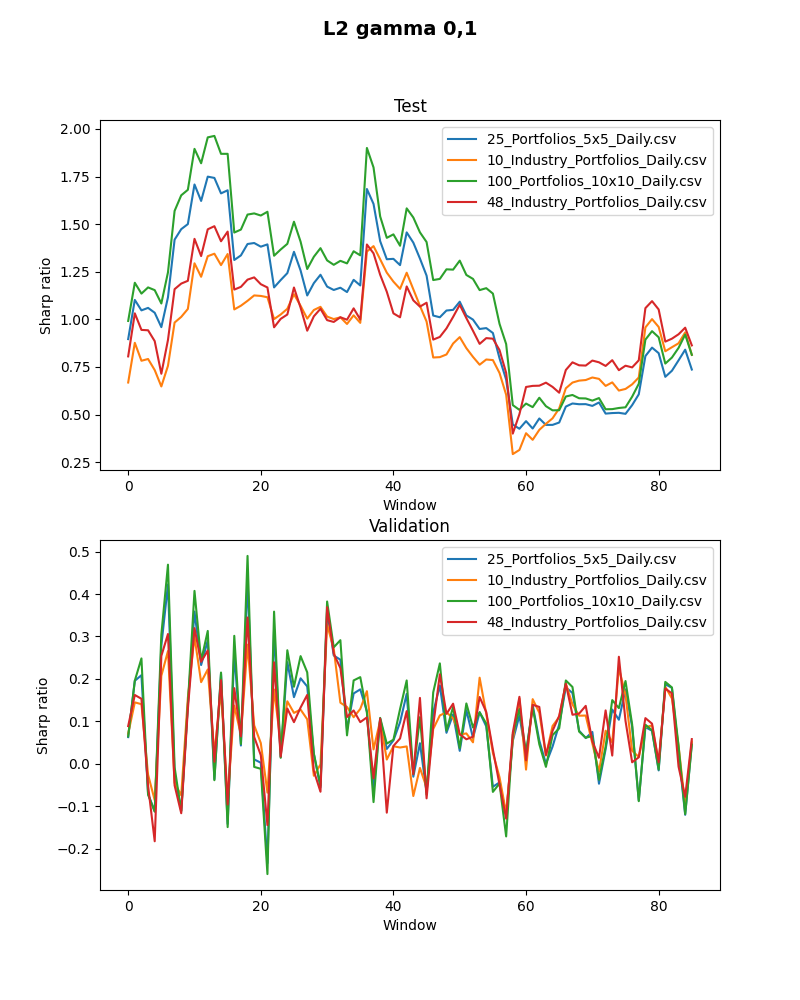 L2 gamma 0,1
Test
25_Portfolios_5x5_Daily.csv
10_Industry_Portfolios_Daily.csv
100_Portfolios_10x10_Daily.csv
48_Industry_Portfolios_Daily.csv
2.00
1.75
1.50
1.25
1.00
0.75
0.50
0.25
Sharp ratio
0 20 40 60 80
Window
Validation
25_Portfolios_5x5_Daily.csv
10_Industry_Portfolios_Daily.csv
100_Portfolios_10x10_Daily.csv
48_Industry_Portfolios_Daily.csv
0.5
0.4
0.3
0.2
0.1
0.0
−0.1
−0.2
Sharp ratio
0 20 40 60 80
Window